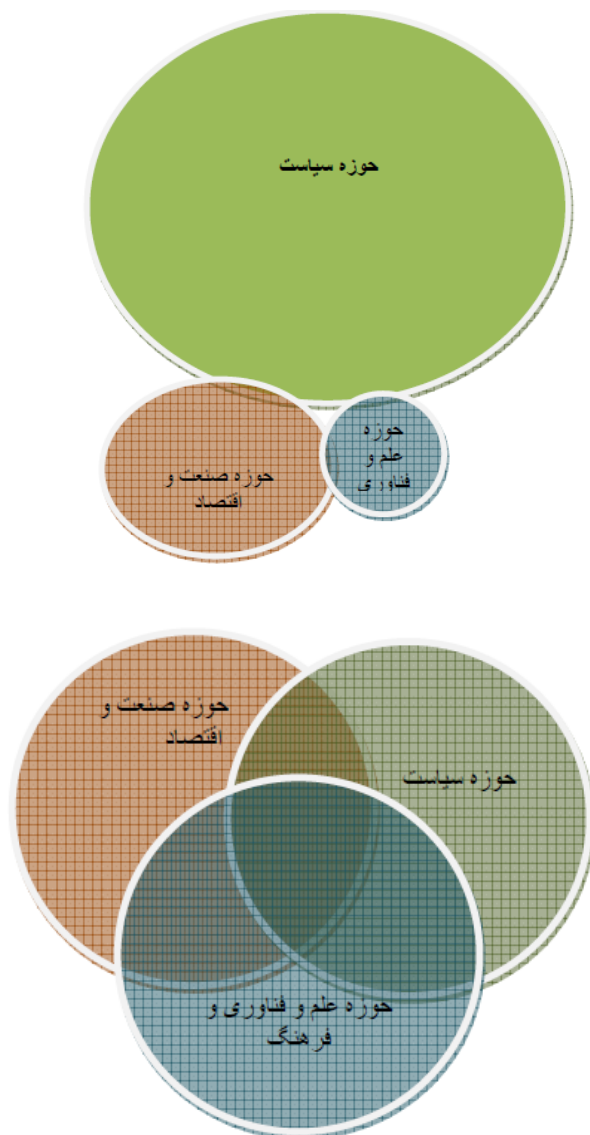 حوزه سیاست
حوزه
علم و
فناوری
حوزه صنعت و
اقتصاد
حوزه صنعت و
اقتصاد
حوزه سیاست
حوزه علم و فناوری و
فرهنگ